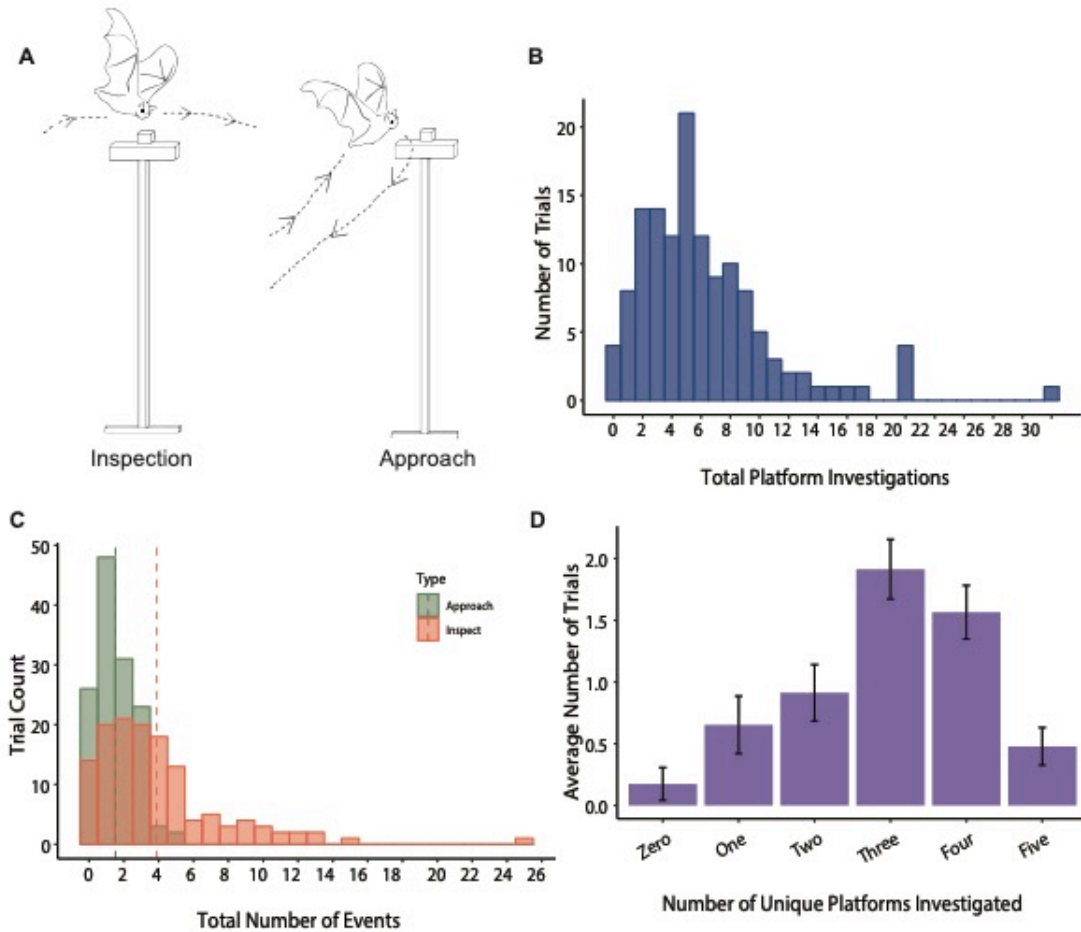 A
Inspection
Approach
B
Number of Trials
20
15
10
5
0
0 2 4 6 8 10 12 14 16 18 20 22 24 26 28 30
Total Platform Investigations
C
Trial Count
50
40
30
20
10
0
Type
Approach
Inspect
0 2 4 6 8 10 12 14 16 18 20 22 24 26
Total Number of Events
D
Average Number of Trials
2.0
1.5
1.0
0.5
0.0
Zero One Two Three Four Five
Number of Unique Platforms Investigated